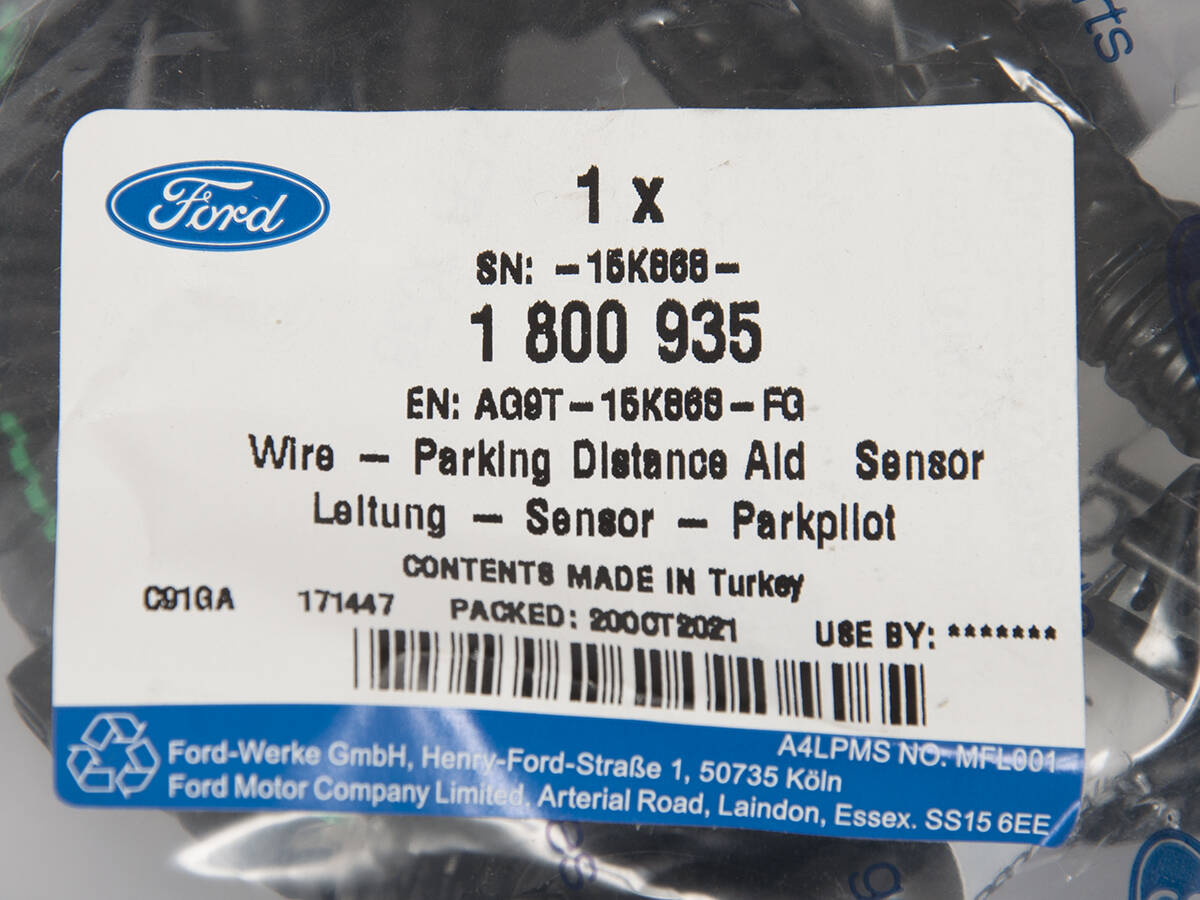 rts
Ford
1 x
SN: -15K868-
1 800 935
EN: AG9T-15K868-FG
Wire - Parking Distance Aid Sensor
Leitung - Sensor - Parkpilot
CONTENTS MADE IN Turkey
C91GA 171447 PACKED: 20OCT2021 USE BY: *******
A4LPMS NO: MFL001
Ford-Werke GmbH, Henry-Ford-Straße 1, 50735 Köln
Ford Motor Company Limited, Arterial Road, Laindon, Essex. SS15 6EE